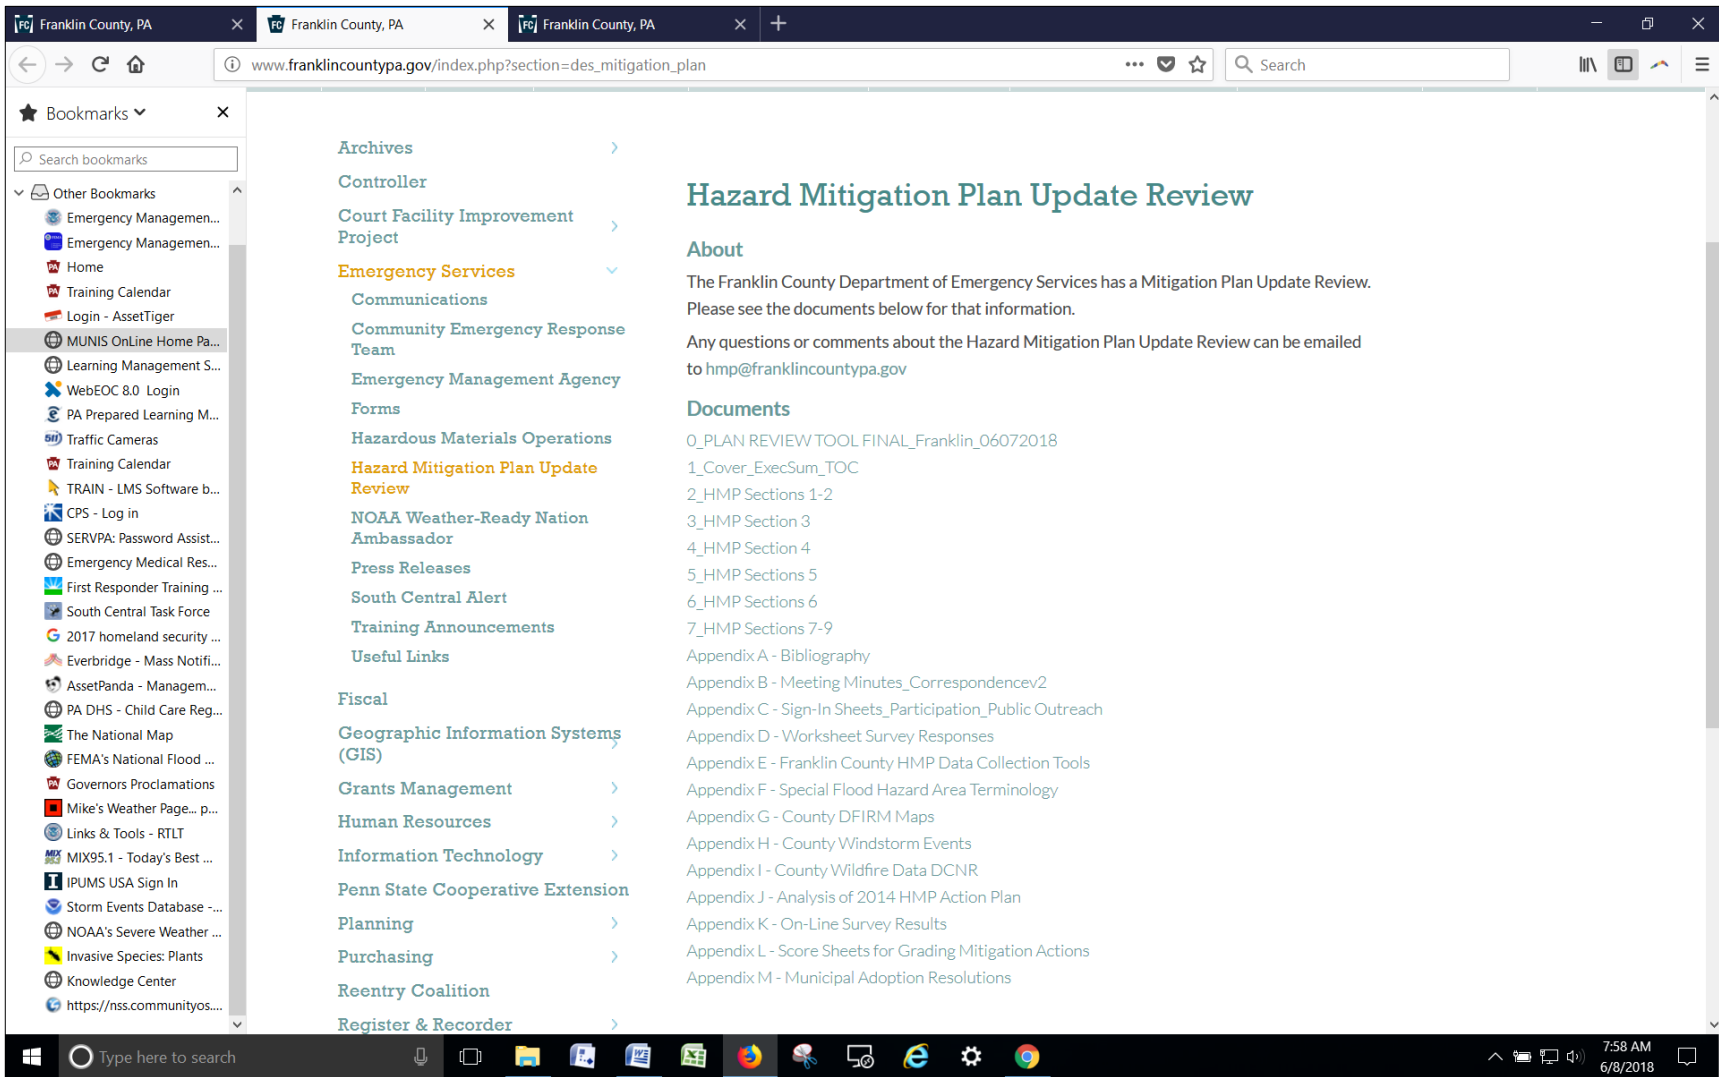 Franklin County, PA
Franklin County, PA
Franklin County, PA
www.franklincountypa.gov/index.php?section=des_mitigation_plan
Search
Bookmarks
Search bookmarks
Other Bookmarks
Emergency Managemen...
Emergency Managemen...
Home
Training Calendar
Login - AssetTiger
MUNIS OnLine Home Pa...
Learning Management S...
WebEOC 8.0 Login
PA Prepared Learning M...
Traffic Cameras
Training Calendar
TRAIN - LMS Software b...
CPS - Log in
SERVPA: Password Assist...
Emergency Medical Res...
First Responder Training ...
South Central Task Force
2017 homeland security ...
Everbridge - Mass Notifi...
AssetPanda - Managem...
PA DHS - Child Care Reg...
The National Map
FEMA's National Flood ...
Governors Proclamations
Mike's Weather Page... p...
Links & Tools - RTLT
MIX95.1 - Today's Best ...
IPUMS USA Sign In
Storm Events Database -...
NOAA's Severe Weather ...
Invasive Species: Plants
Knowledge Center
https://nss.communityos....
Archives
Controller
Court Facility Improvement
Project
Emergency Services
Communications
Community Emergency Response
Team
Emergency Management Agency
Forms
Hazardous Materials Operations
Hazard Mitigation Plan Update
Review
NOAA Weather-Ready Nation
Ambassador
Press Releases
South Central Alert
Training Announcements
Useful Links
Fiscal
Geographic Information Systems
(GIS)
Grants Management
Human Resources
Information Technology
Penn State Cooperative Extension
Planning
Purchasing
Reentry Coalition
Register & Recorder
Hazard Mitigation Plan Update Review
About
The Franklin County Department of Emergency Services has a Mitigation Plan Update Review.
Please see the documents below for that information.
Any questions or comments about the Hazard Mitigation Plan Update Review can be emailed
to hmp@franklincountypa.gov
Documents
0_PLAN REVIEW TOOL FINAL_Franklin_06072018
1_Cover_ExecSum_TOC
2_HMP Sections 1-2
3_HMP Section 3
4_HMP Section 4
5_HMP Sections 5
6_HMP Sections 6
7_HMP Sections 7-9
Appendix A - Bibliography
Appendix B - Meeting Minutes_Correspondencev2
Appendix C - Sign-In Sheets_Participation_Public Outreach
Appendix D - Worksheet Survey Responses
Appendix E - Franklin County HMP Data Collection Tools
Appendix F - Special Flood Hazard Area Terminology
Appendix G - County DFIRM Maps
Appendix H - County Windstorm Events
Appendix I - County Wildfire Data DCNR
Appendix J - Analysis of 2014 HMP Action Plan
Appendix K - On-Line Survey Results
Appendix L - Score Sheets for Grading Mitigation Actions
Appendix M - Municipal Adoption Resolutions
Type here to search
7:58 AM
6/8/2018